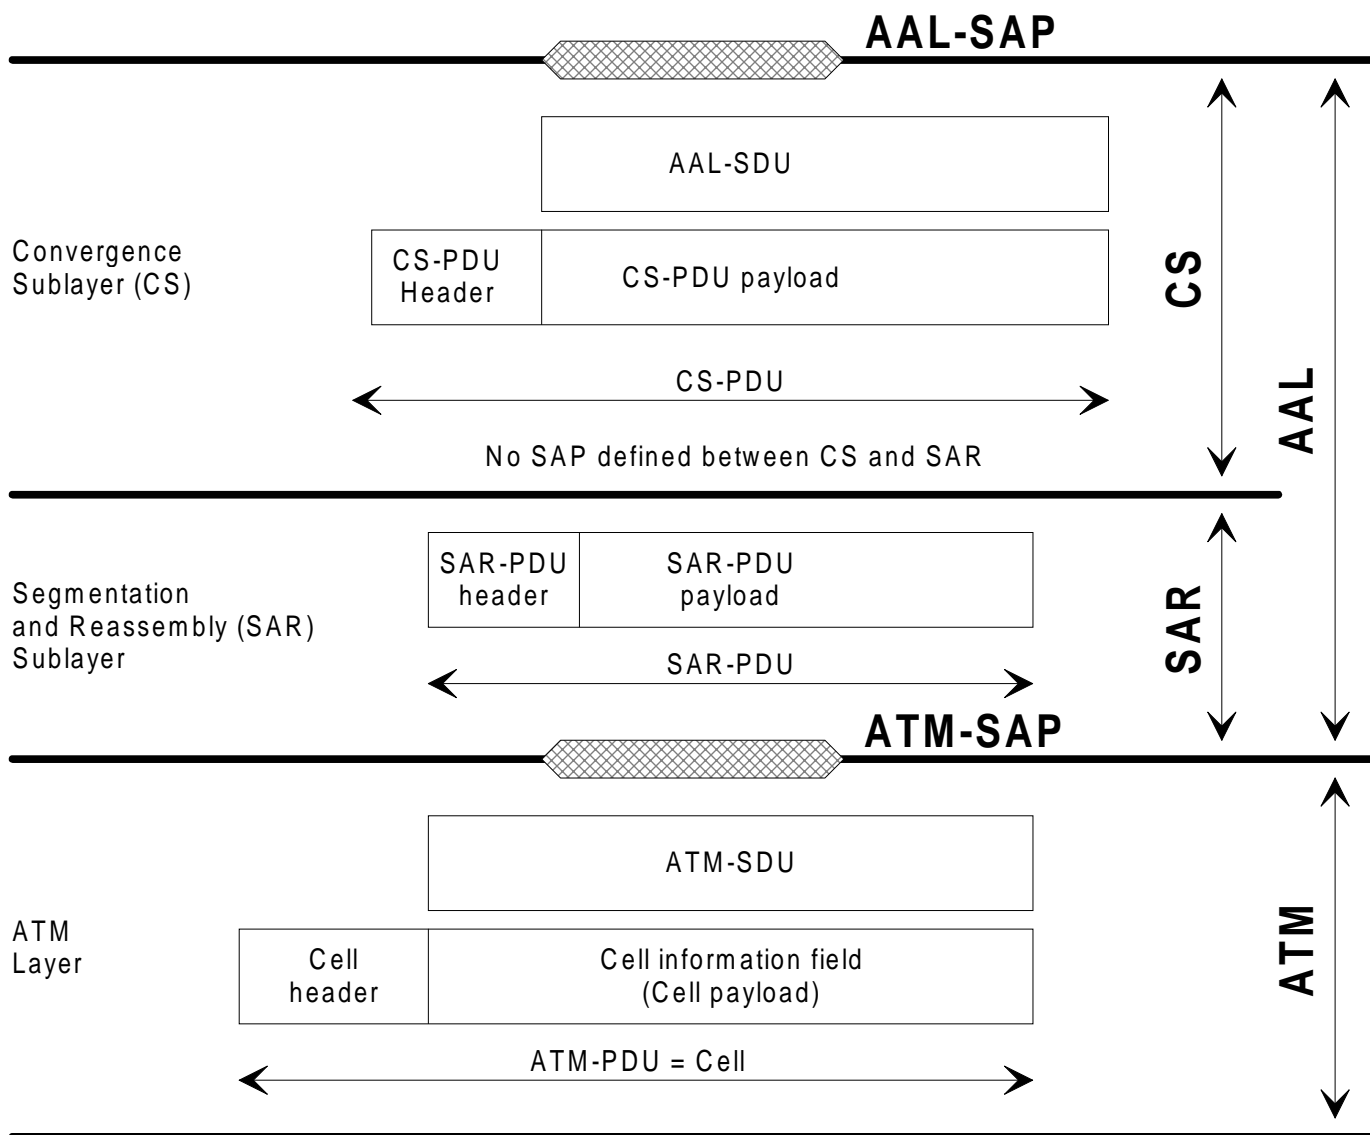 AAL-SAP
AAL-SDU
Convergence
Sublayer (CS)
CS-PDU
Header
CS-PDU payload
CS
CS-PDU
AAL
No SAP defined between CS and SAR
SAR-PDU
header
SAR-PDU
payload
Segmentation
and Reassembly (SAR)
Sublayer
SAR
SAR-PDU
ATM-SAP
ATM-SDU
ATM
Layer
Cell
header
Cell information field
(Cell payload)
ATM
ATM-PDU = Cell